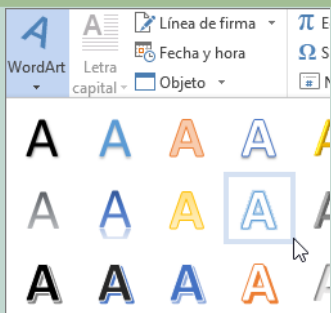 WordArt
Letra
capital
Línea de firma
Fecha y hora
Objeto
π E
Ω S
# N
A A A A
A A A A
A A A A